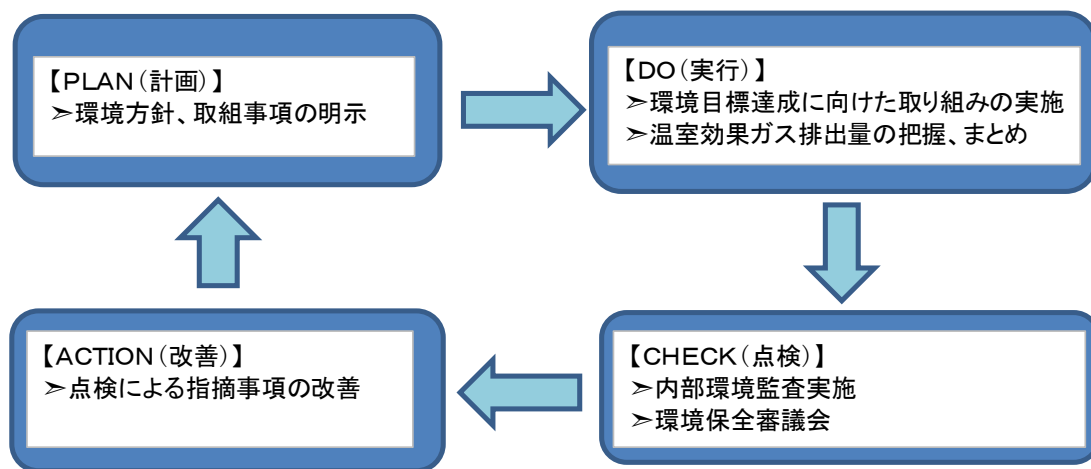 【PLAN(計画)】
➣環境方針、取組事項の明示
【DO(実行)】
➣環境目標達成に向けた取り組みの実施
➣温室効果ガス排出量の把握、まとめ
【CHECK(点検)】
➣内部環境監査実施
➣環境保全審議会
【ACTION(改善)】
➣点検による指摘事項の改善